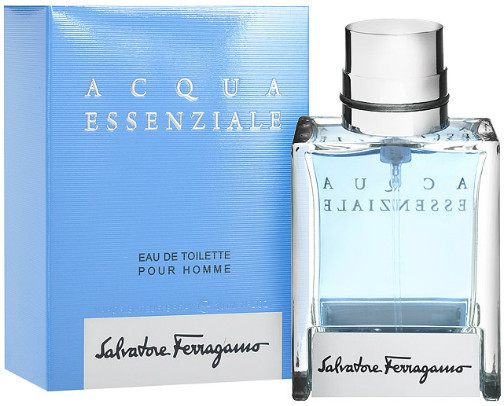 ACQUA
ESSENZIALE
EAU DE TOILETTE
POUR HOMME
Salvatore Ferragamo
ACQUA
ESSENZIALE
Salvatore Ferragamo